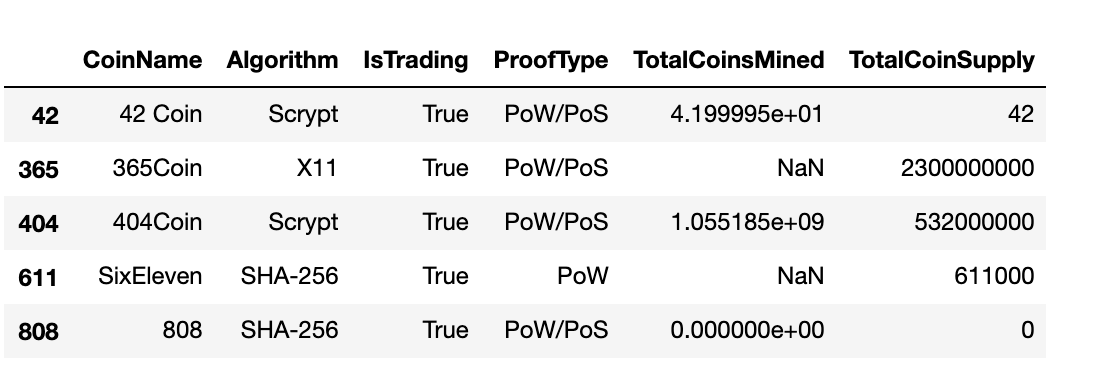 CoinName Algorithm IsTrading ProofType TotalCoinsMined TotalCoinSupply
42 42 Coin Scrypt True PoW/PoS 4.199995e+01 42
365 365Coin X11 True PoW/PoS NaN 2300000000
404 404Coin Scrypt True PoW/PoS 1.055185e+09 532000000
611 SixEleven SHA-256 True PoW NaN 611000
808 808 SHA-256 True PoW/PoS 0.000000e+00 0